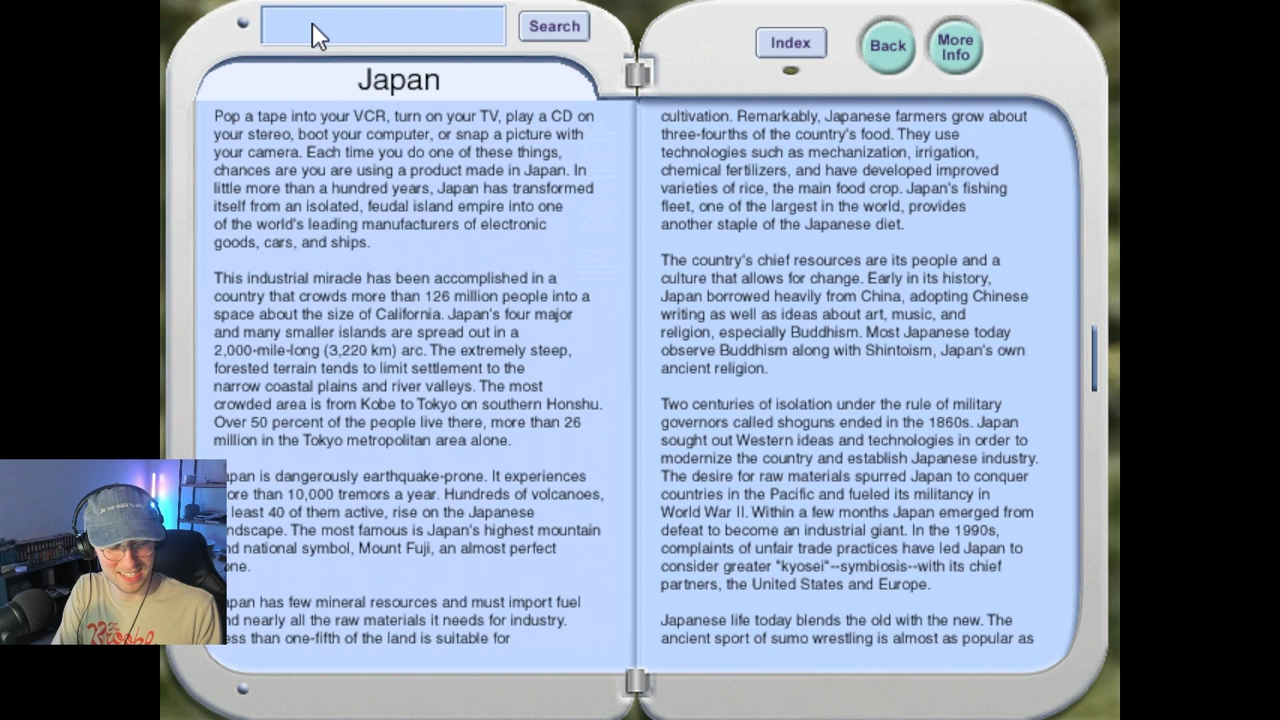 Search
Index
Back
More
Info
Japan
Pop a tape into your VCR, turn on your TV, play a CD on
your stereo, boot your computer, or snap a picture with
your camera. Each time you do one of these things,
chances are you are using a product made in Japan. In
little more than a hundred years, Japan has transformed
itself from an isolated, feudal island empire into one
of the world's leading manufacturers of electronic
goods, cars, and ships.
This industrial miracle has been accomplished in a
country that crowds more than 126 million people into a
space about the size of California. Japan's four major
and many smaller islands are spread out in a
2,000-mile-long (3,220 km) arc. The extremely steep,
forested terrain tends to limit settlement to the
narrow coastal plains and river valleys. The most
crowded area is from Kobe to Tokyo on southern Honshu.
Over 50 percent of the people live there, more than 26
million in the Tokyo metropolitan area alone.
apan is dangerously earthquake-prone. It experiences
ore than 10,000 tremors a year. Hundreds of volcanoes,
least 40 of them active, rise on the Japanese
ndscape. The most famous is Japan's highest mountain
nd national symbol, Mount Fuji, an almost perfect
one.
apan has few mineral resources and must import fuel
nd nearly all the raw materials it needs for industry.
ess than one-fifth of the land is suitable for
cultivation. Remarkably, Japanese farmers grow about
three-fourths of the country's food. They use
technologies such as mechanization, irrigation,
chemical fertilizers, and have developed improved
varieties of rice, the main food crop. Japan's fishing
fleet, one of the largest in the world, provides
another staple of the Japanese diet.
The country's chief resources are its people and a
culture that allows for change. Early in its history,
Japan borrowed heavily from China, adopting Chinese
writing as well as ideas about art, music, and
religion, especially Buddhism. Most Japanese today
observe Buddhism along with Shintoism, Japan's own
ancient religion.
Two centuries of isolation under the rule of military
governors called shoguns ended in the 1860s. Japan
sought out Western ideas and technologies in order to
modernize the country and establish Japanese industry.
The desire for raw materials spurred Japan to conquer
countries in the Pacific and fueled its militancy in
World War II. Within a few months Japan emerged from
defeat to become an industrial giant. In the 1990s,
complaints of unfair trade practices have led Japan to
consider greater "kyosei"--symbiosis--with its chief
partners, the United States and Europe.
Japanese life today blends the old with the new. The
ancient sport of sumo wrestling is almost as popular as